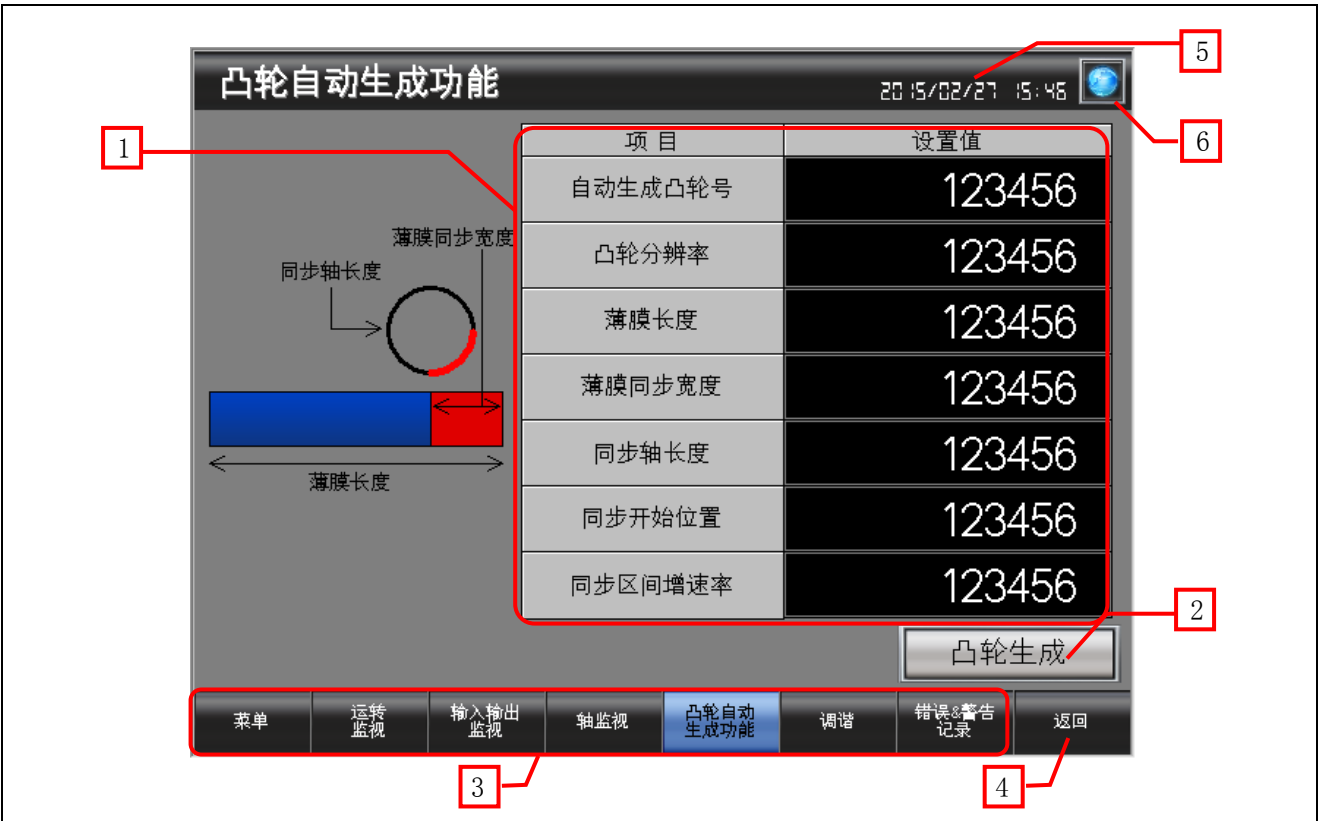 5
凸轮自动生成功能
2015/02/27 15:46
1
6
项 目 设置值
自动生成凸轮号 123456
薄膜同步宽度
同步轴长度
凸轮分辨率 123456
薄膜长度 123456
薄膜同步宽度 123456
薄膜长度
同步轴长度 123456
同步开始位置 123456
同步区间增速率 123456
2
凸轮生成
菜单
运转
监视
输入输出
监视
轴监视
凸轮自动
生成功能
调谐
错误&警告
记录
返回
3
4